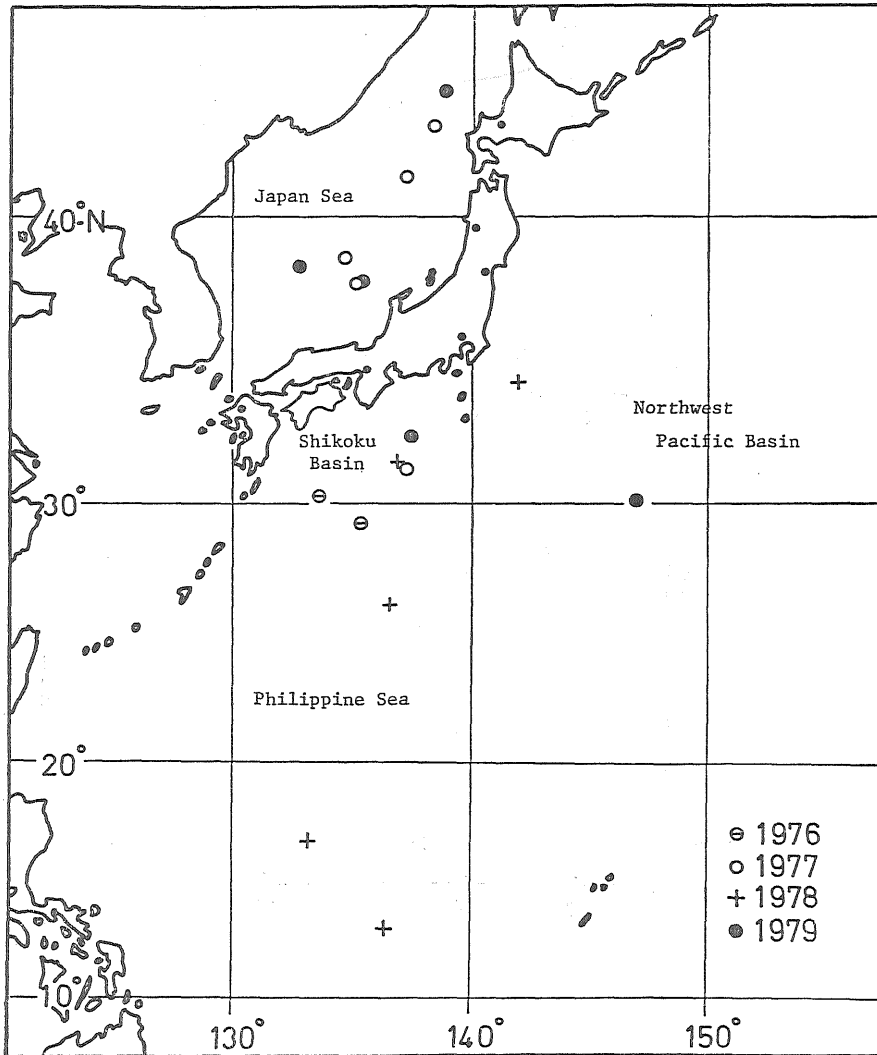 Japan Sea
40°N
Northwest
Pacific Basin
Shikoku
Basin
30°
Philippine Sea
20°
⊖ 1976
○ 1977
+ 1978
● 1979
10°
130°
140°
150°